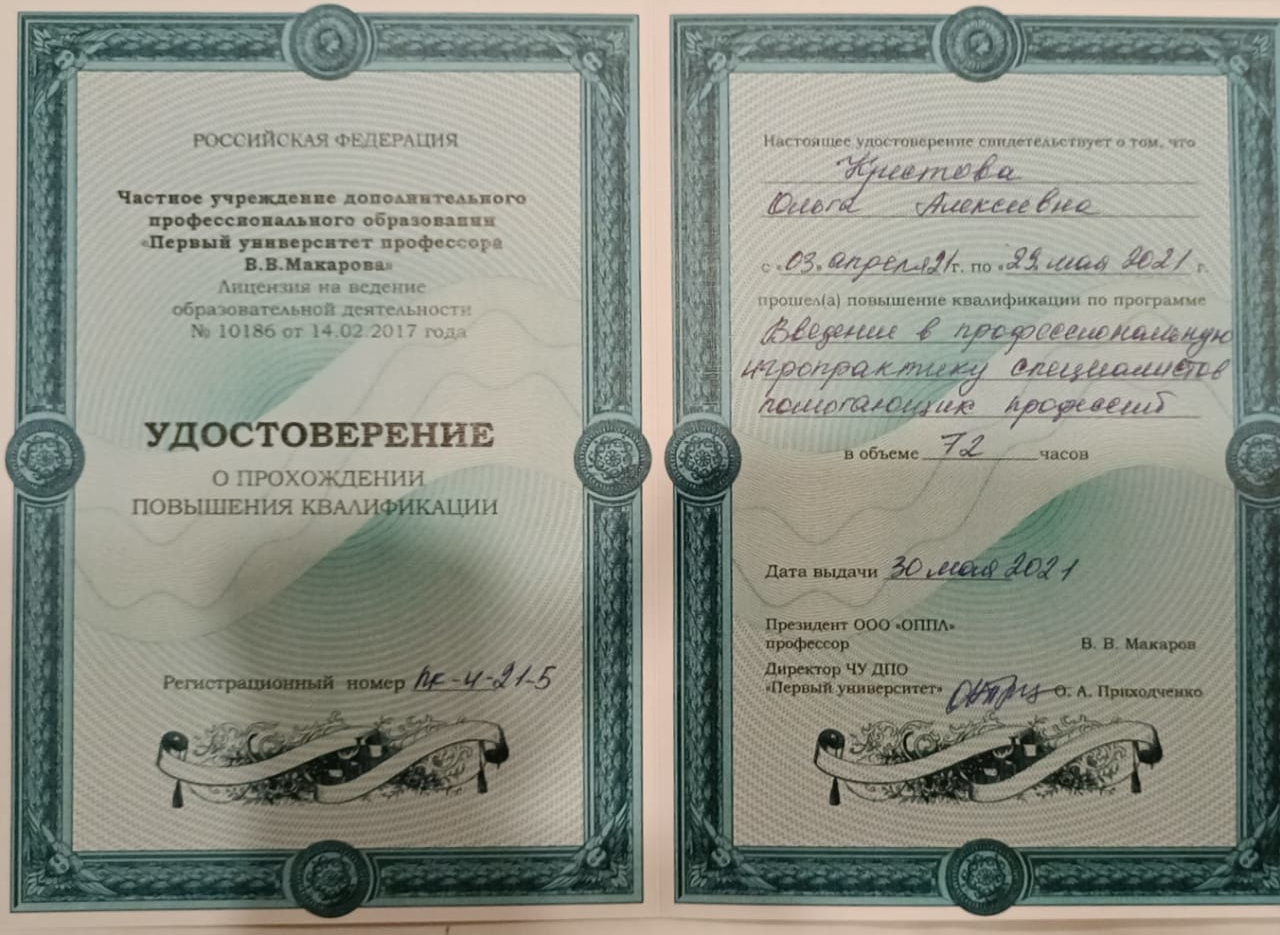 РОССИЙСКАЯ ФЕДЕРАЦИЯ
Частное учреждение дополнительного
профессионального образовании
«Первый университет профессора
В.В.Макарова»
Лицензия на ведение
образовательной деятельности
№ 10186 от 14.02.2017 года
УДОСТОВЕРЕНИЕ
О ПРОХОЖДЕНИИ
ПОВЫШЕНИЯ КВАЛИФИКАЦИИ
Регистрационный номер ПК-И-21-5
Настоящее удостоверение свидетельствует о том, что
Крестова
Ольга Алексеевна
с «03» апреля 21 г. по «29» мая 2021 г.
прошел(а) повышение квалификации по программе
Введение в профессиональную
игропрактику специалистов
помогающих профессий
в объеме 72 часов
Дата выдачи 30 мая 2021
Президент ООО «ОППЛ»
профессор В. В. Макаров
Директор ЧУ ДПО
«Первый университет» О. А. Приходченко